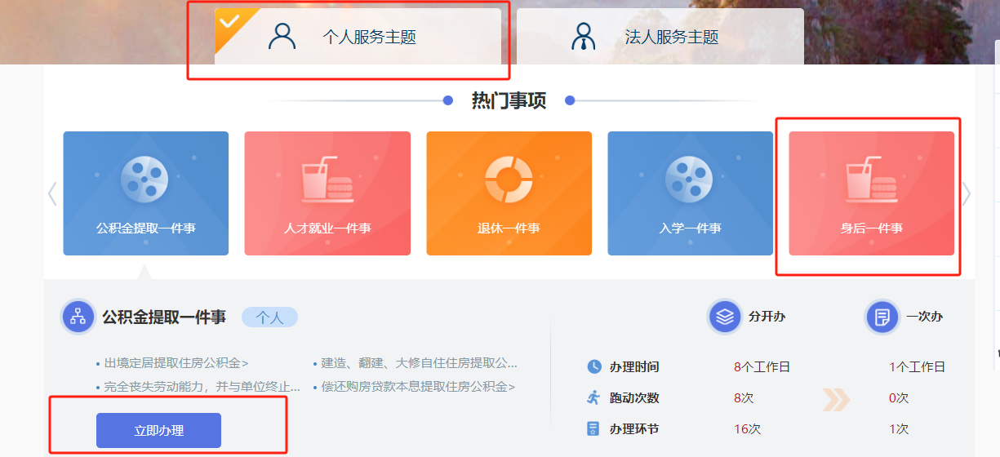 个人服务主题
法人服务主题
热门事项
公积金提取一件事
人才就业一件事
退休一件事
入学一件事
身后一件事
公积金提取一件事 个人
出境定居提取住房公积金>
建造、翻建、大修自住住房提取公...
完全丧失劳动能力，并与单位终止...
偿还购房贷款本息提取住房公积金>
立即办理
分开办 一次办
办理时间 8个工作日 1个工作日
跑动次数 8次 0次
办理环节 16次 1次